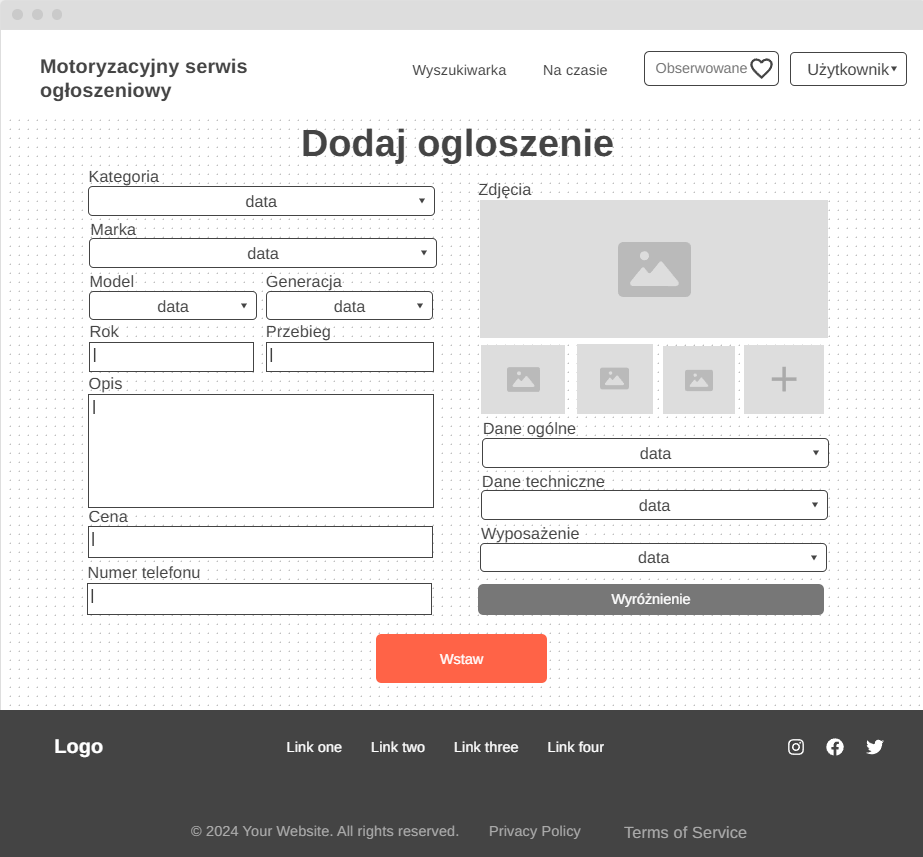 Motoryzacyjny serwis
ogłoszeniowy
Wyszukiwarka
Na czasie
Obserwowane
Użytkownik
Dodaj ogloszenie
Kategoria
data
Marka
data
Model
Generacja
data
data
Rok
Przebieg
Opis
Cena
Numer telefonu
Zdjęcia
Dane ogólne
data
Dane techniczne
data
Wyposażenie
data
Wyróżnienie
Wstaw
Logo
Link one
Link two
Link three
Link four
© 2024 Your Website. All rights reserved.
Privacy Policy
Terms of Service